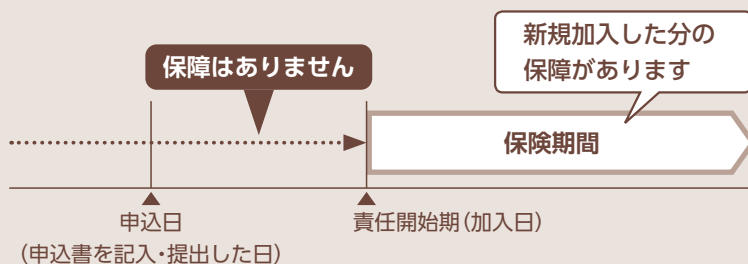 新規加入した分の
保障があります
保障はありません
保険期間
申込日
(申込書を記入・提出した日)
責任開始期(加入日)